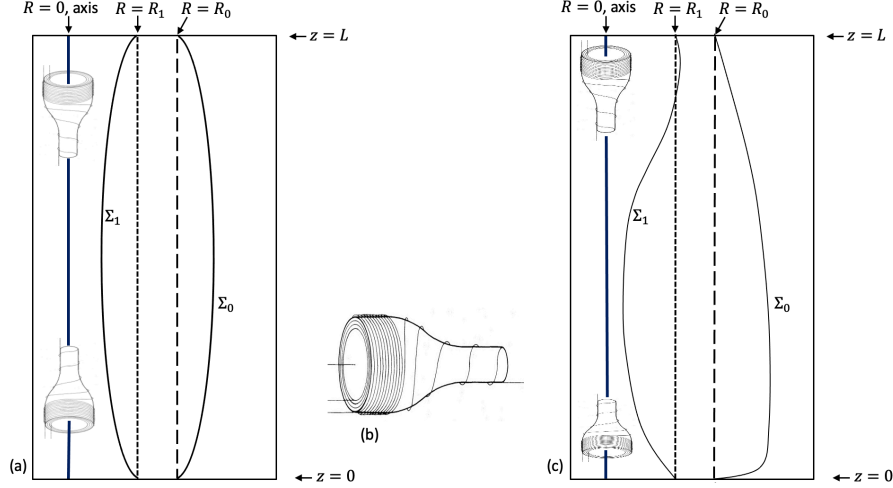 R = 0, axis R = R₁ R = R₀
← z = L
Σ₁
Σ₀
(a)
← z = 0
(b)
R = 0, axis R = R₁ R = R₀
← z = L
Σ₁
Σ₀
(c)
← z = 0